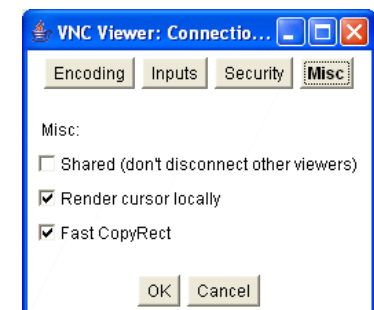 VNC Viewer: Connectio...
Encoding Inputs Security Misc
Misc:
Shared (don't disconnect other viewers)
Render cursor locally
Fast CopyRect
OK Cancel